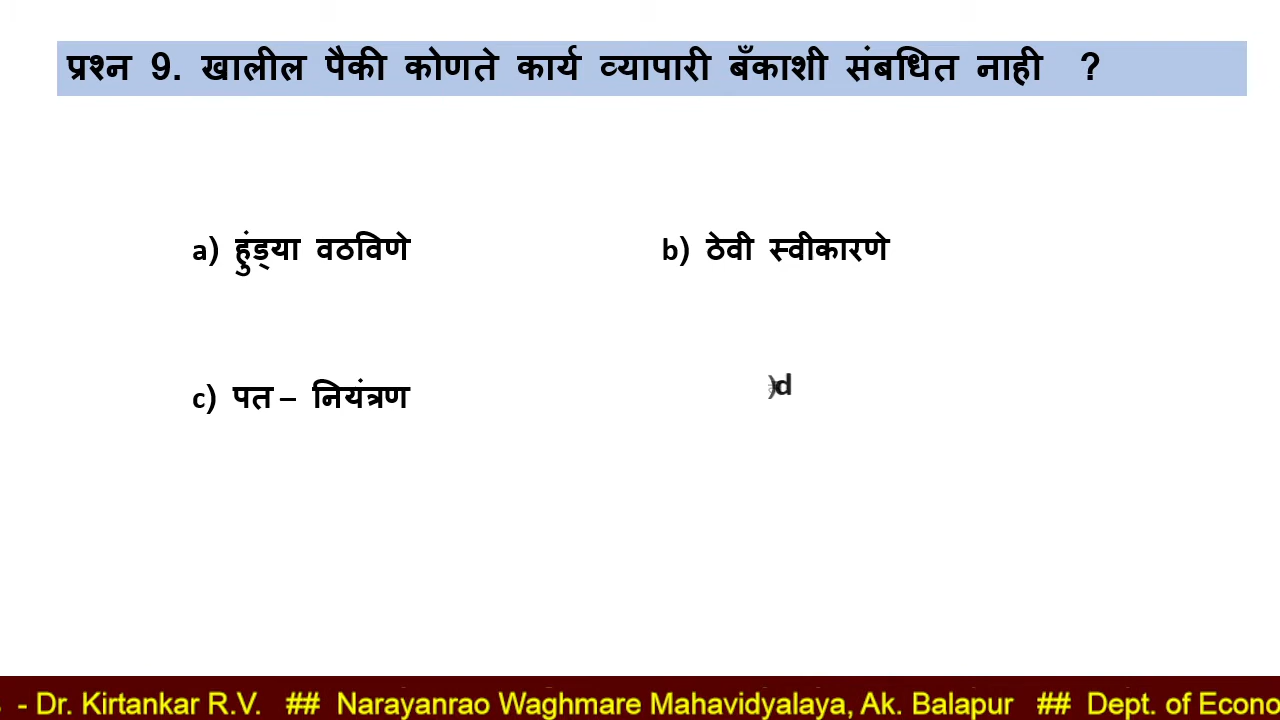 प्रश्न 9. खालील पैकी कोणते कार्य व्यापारी बँकाशी संबधित नाही ?
a) हुंड्या वठविणे b) ठेवी स्वीकारणे
c) पत – नियंत्रण d
- Dr. Kirtankar R.V. ## Narayanrao Waghmare Mahavidyalaya, Ak. Balapur ## Dept. of Econo